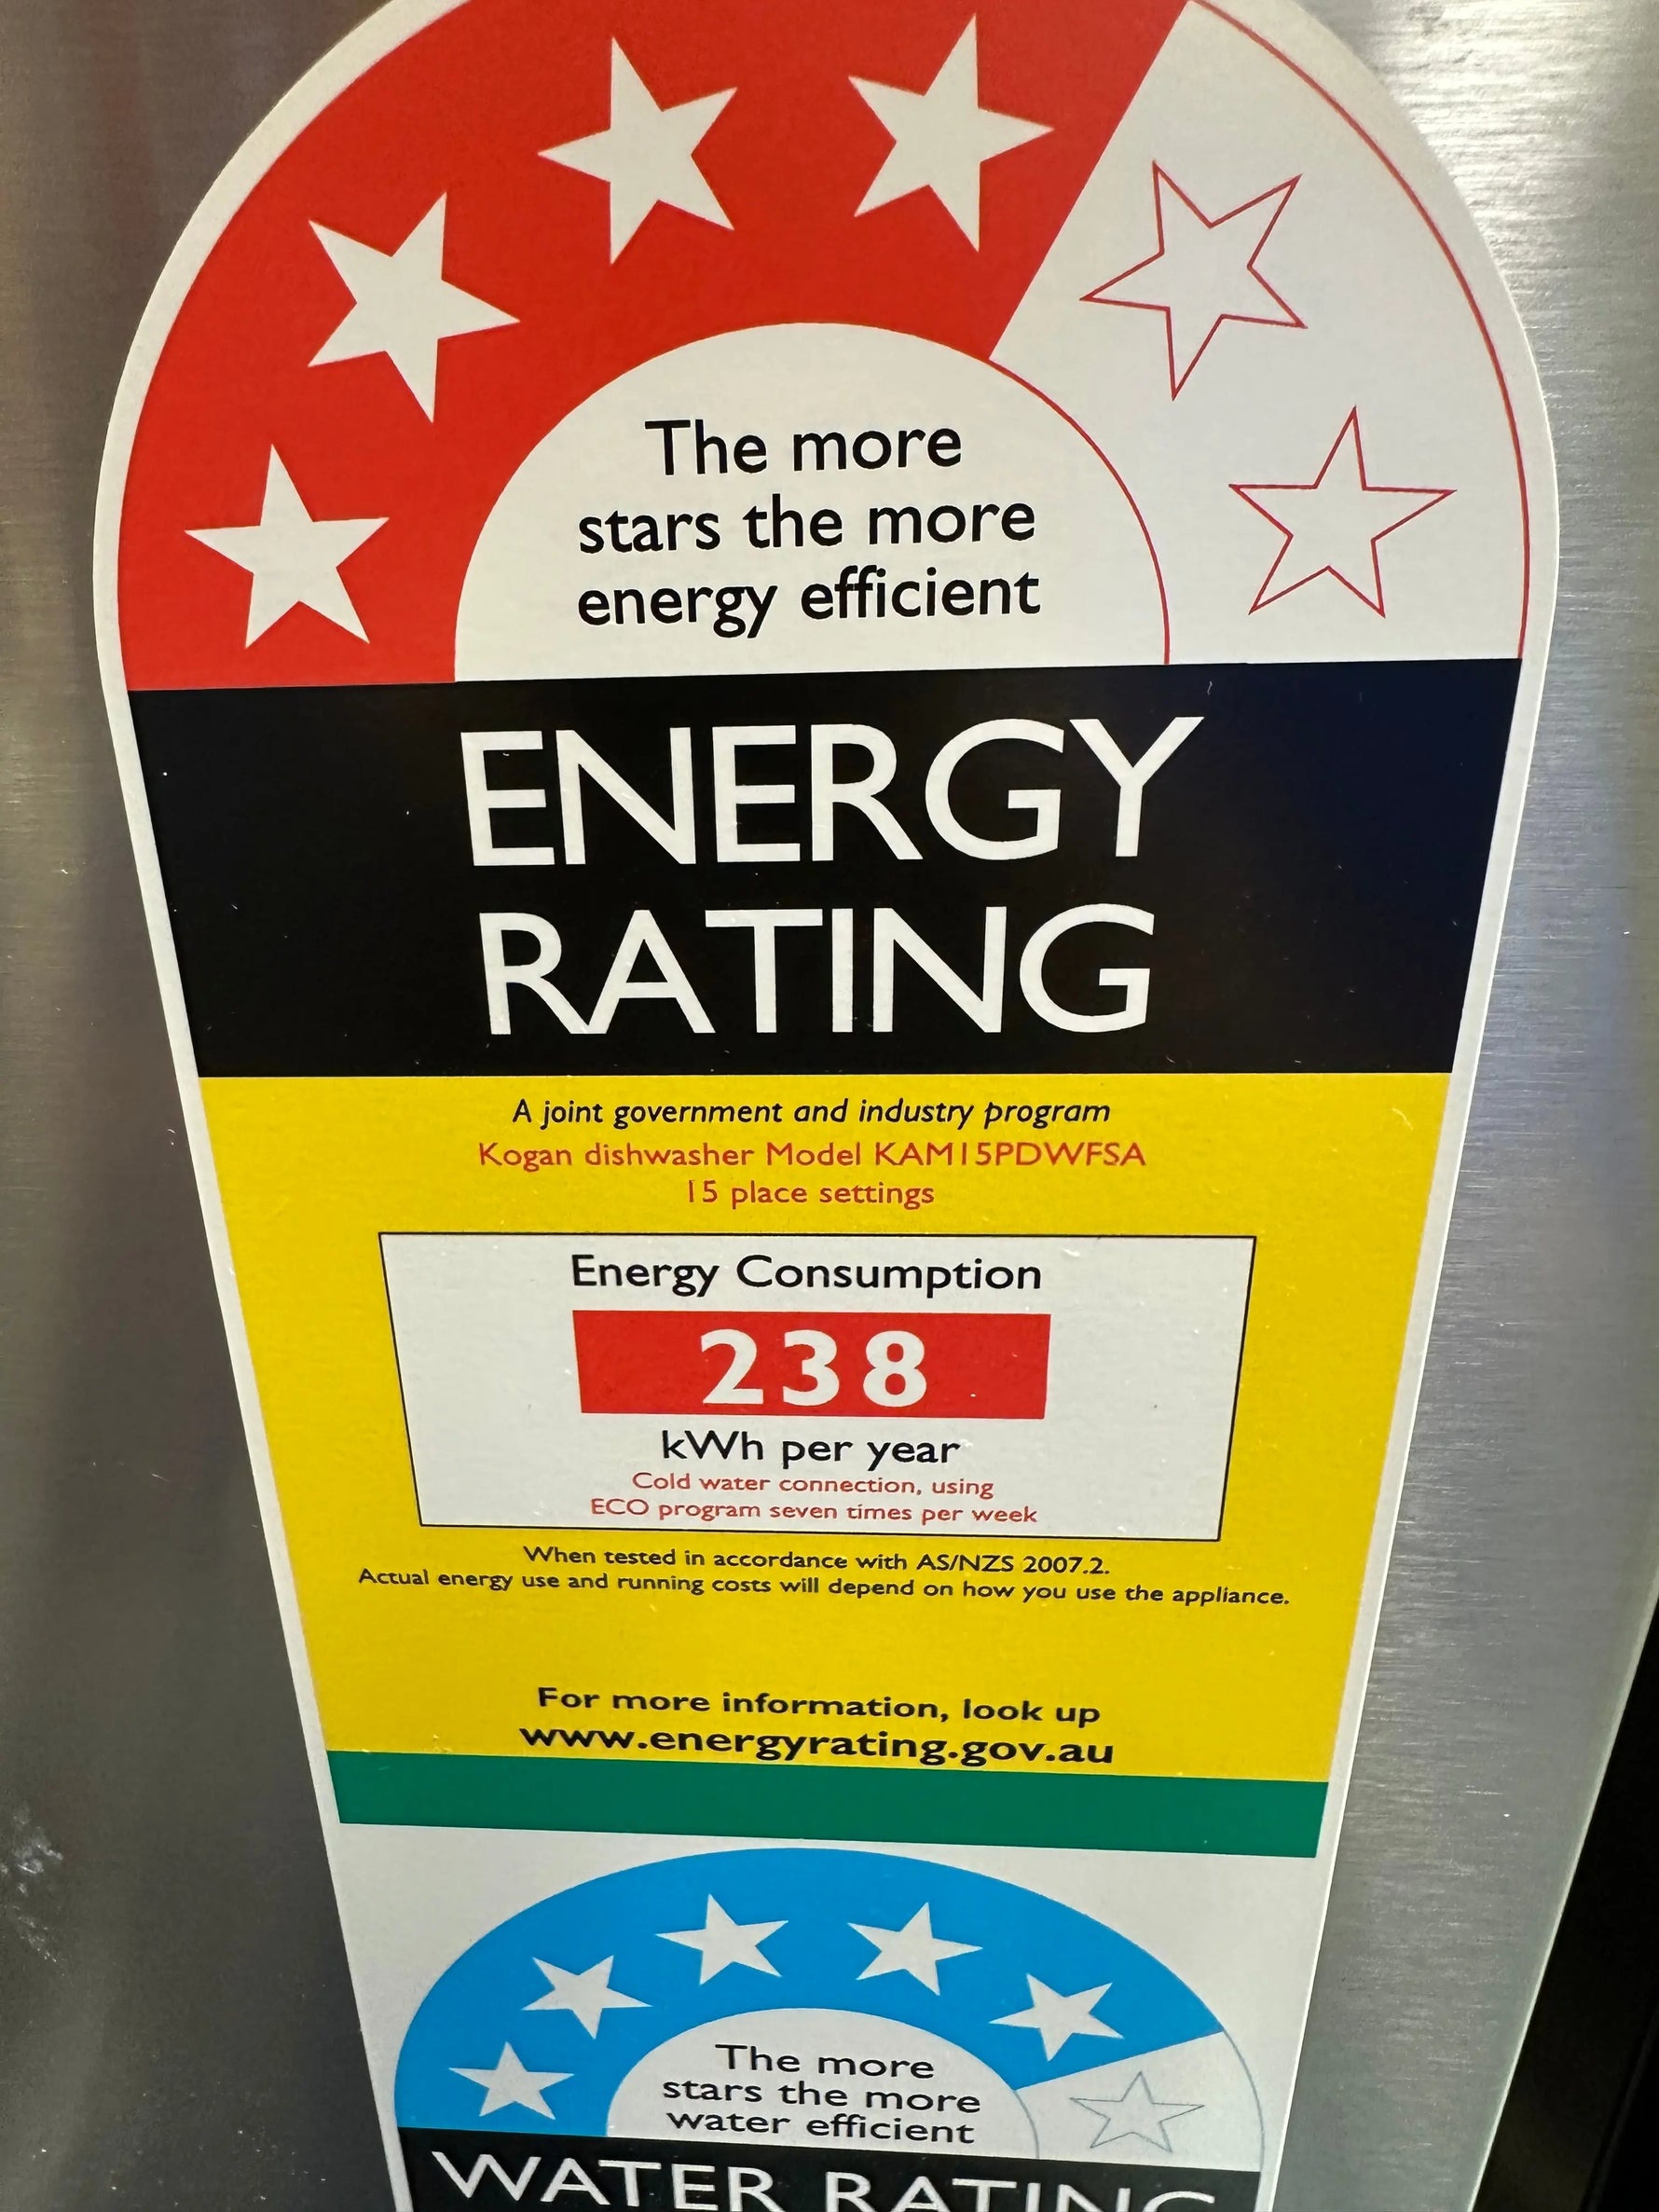 The more
stars the more
energy efficient
ENERGY
RATING
A joint government and industry program
Kogan dishwasher Model KAM15PDWFSA
15 place settings
Energy Consumption
238
kWh per year
Cold water connection, using
ECO program seven times per week
When tested in accordance with AS/NZS 2007.2.
Actual energy use and running costs will depend on how you use the appliance.
For more information, look up
www.energyrating.gov.au
The more
stars the more
water efficient
WATER RATING